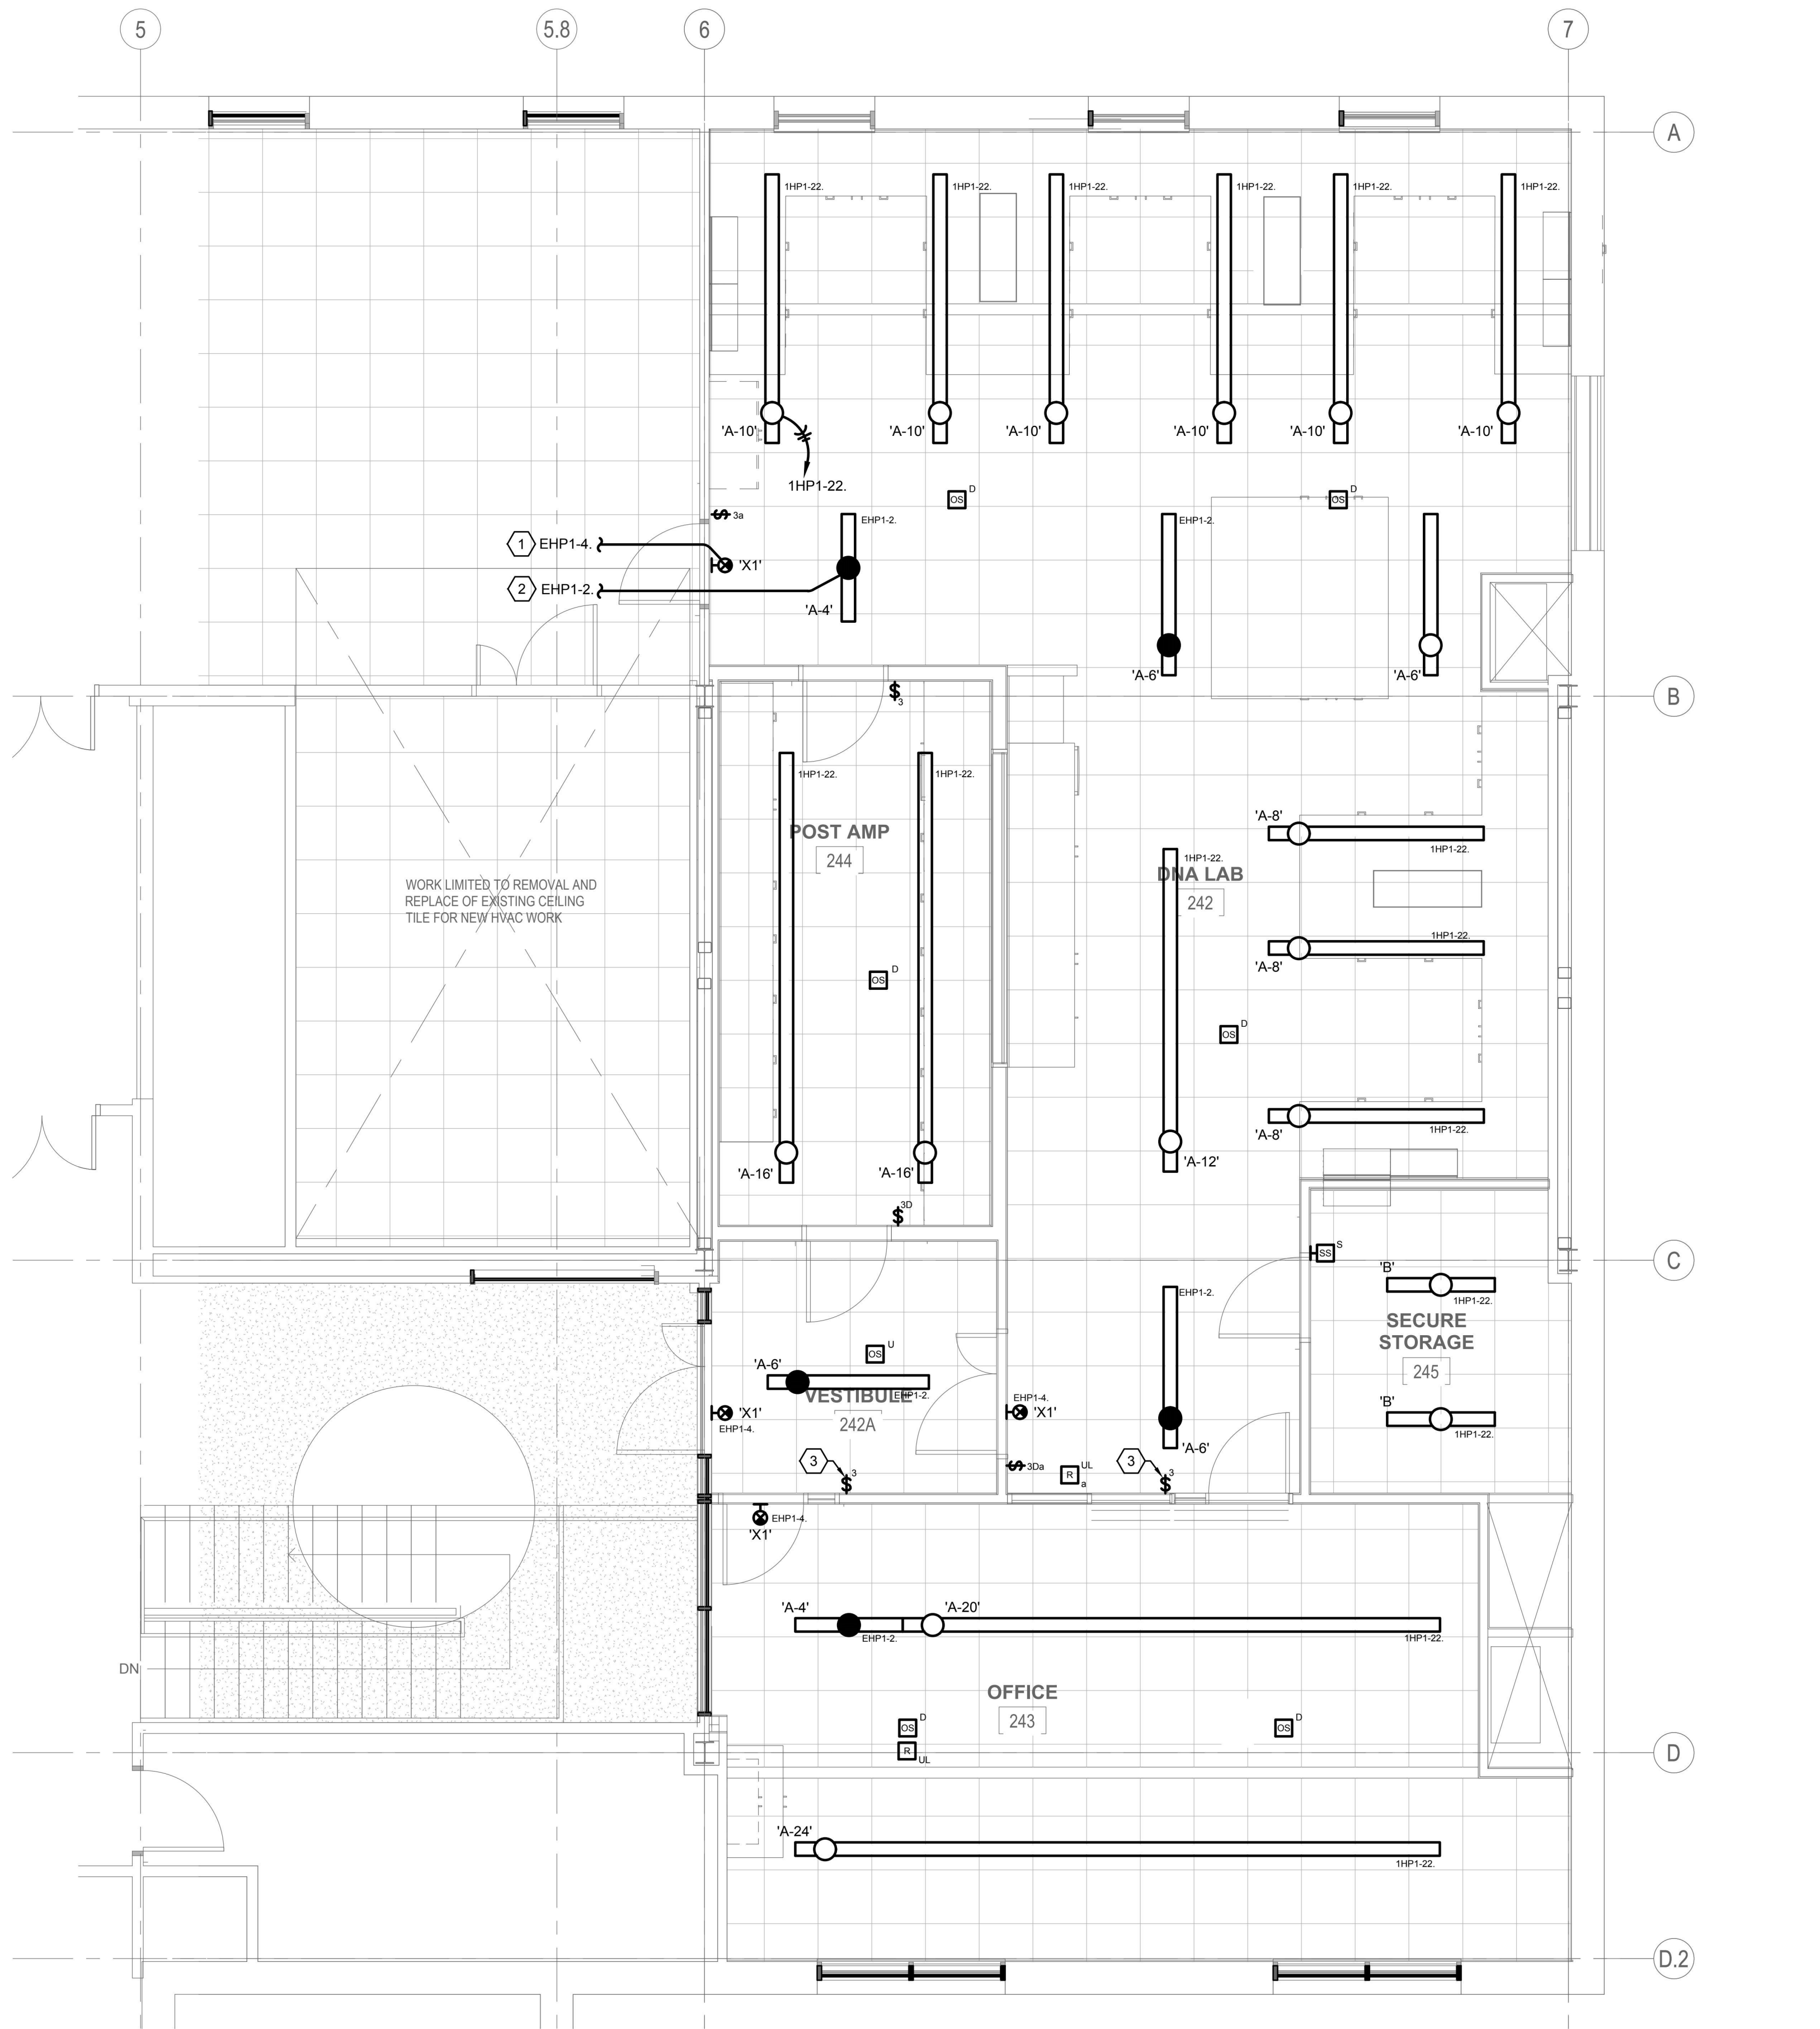 5
5.8
6
7
A
1HP1-22.
1HP1-22.
1HP1-22.
1HP1-22.
1HP1-22.
1HP1-22.
'A-10'
'A-10'
'A-10'
'A-10'
'A-10'
'A-10'
1HP1-22.
OS
D
OS
D
$ 3a
EHP1-2.
EHP1-2.
1
EHP1-4.
'X1'
2
EHP1-2.
'A-4'
'A-6'
'A-6'
$
3
B
1HP1-22.
1HP1-22.
'A-8'
POST AMP
244
1HP1-22.
1HP1-22.
DNA LAB
242
WORK LIMITED TO REMOVAL AND
REPLACE OF EXISTING CEILING
TILE FOR NEW HVAC WORK
1HP1-22.
'A-8'
OS
D
OS
D
'A-8'
1HP1-22.
'A-16'
'A-16'
'A-12'
$
3D
SS
S
C
'B'
1HP1-22.
EHP1-2.
SECURE
STORAGE
245
OS
U
'A-6'
EHP1-2.
VESTIBULE
242A
'X1'
EHP1-4.
EHP1-4.
'X1'
'B'
1HP1-22.
'A-6'
3
$
3
$ 3Da
R
UL
a
3
$
3
EHP1-4.
'X1'
'A-4'
'A-20'
EHP1-2.
1HP1-22.
DN
OFFICE
243
OS
D
R
UL
OS
D
D
'A-24'
1HP1-22.
D.2